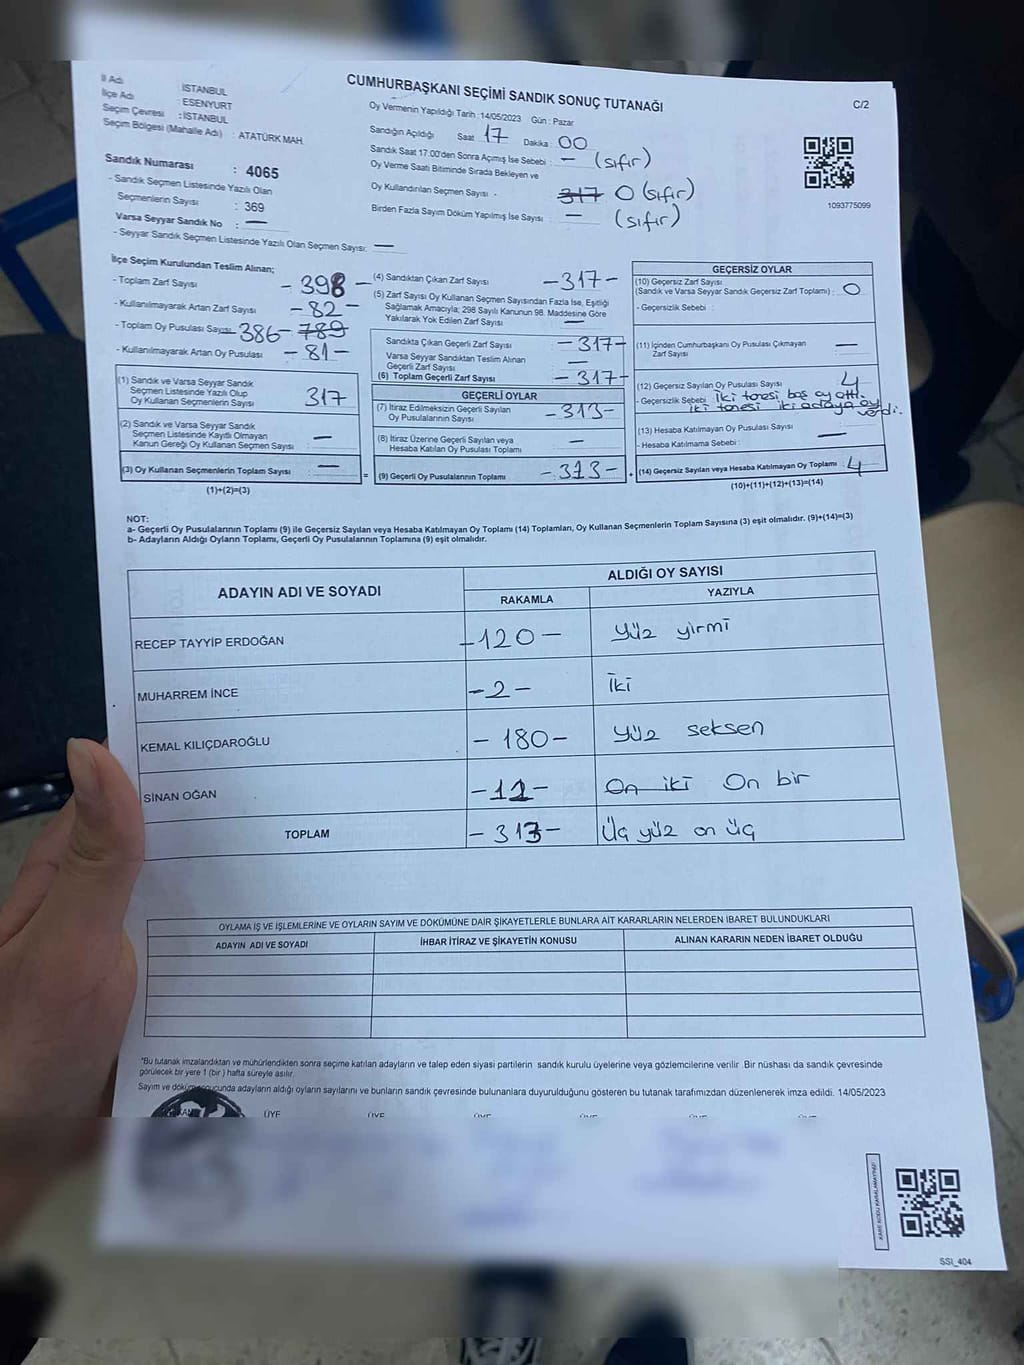 CUMHURBAŞKANI SEÇİMİ SANDIK SONUÇ TUTANAĞI
C/2
İl Adı : İSTANBUL
İlçe Adı : ESENYURT
Seçim Çevresi : İSTANBUL
Seçim Bölgesi (Mahalle Adı) : ATATÜRK MAH
Sandık Numarası : 4065
- Sandık Seçmen Listesinde Yazılı Olan
Seçmenlerin Sayısı : 369
Varsa Seyyar Sandık No : —
- Seyyar Sandık Seçmen Listesinde Yazılı Olan Seçmen Sayısı: —
Oy Vermenin Yapıldığı Tarih :14/05/2023 Gün : Pazar
Sandığın Açıldığı Saat 17 Dakika : 00
Sandık Saat 17:00'den Sonra Açımış İse Sebebi : — (sıfır)
Oy Verme Saati Bitiminde Sırada Bekleyen ve
Oy Kullandırılan Seçmen Sayısı - 317 0 (sıfır)
Birden Fazla Sayım Döküm Yapılmış İse Sayısı — (sıfır)
1093775099
İlçe Seçim Kurulundan Teslim Alınan;
- Toplam Zarf Sayısı - 398 -
- Kullanılmayarak Artan Zarf Sayısı - 82 -
- Toplam Oy Pusulası Sayısı 386 - 789
- Kullanılmayarak Artan Oy Pusulası - 81 -
(1) Sandık ve Varsa Seyyar Sandık
Seçmen Listesinde Yazılı Olup
Oy Kullanan Seçmenlerin Sayısı 317
(2) Sandık ve Varsa Seyyar Sandık
Seçmen Listesinde Kayıtlı Olmayan
Kanun Gereği Oy Kullanan Seçmen Sayısı —
(3) Oy Kullanan Seçmenlerin Toplam Sayısı —
(1)+(2)=(3)
(4) Sandıktan Çıkan Zarf Sayısı - 317 -
(5) Zarf Sayısı Oy Kullanan Seçmen Sayısından Fazla İse, Eşitliği
Sağlamak Amacıyla; 298 Sayılı Kanunun 98. Maddesine Göre
Yakılarak Yok Edilen Zarf Sayısı —
Sandıkta Çıkan Geçerli Zarf Sayısı - 317 -
Varsa Seyyar Sandıktan Teslim Alınan
Geçerli Zarf Sayısı —
(6) Toplam Geçerli Zarf Sayısı - 317 -
GEÇERLİ OYLAR
(7) İtiraz Edilmeksizin Geçerli Sayılan
Oy Pusulalarının Sayısı - 313 -
(8) İtiraz Üzerine Geçerli Sayılan veya
Hesaba Katılan Oy Pusulası Toplamı —
(9) Geçerli Oy Pusulalarının Toplamı - 313 -
GEÇERSİZ OYLAR
(10) Geçersiz Zarf Sayısı
(Sandık ve Varsa Seyyar Sandık Geçersiz Zarf Toplamı) : 0
- Geçersizlik Sebebi :
(11) İçinden Cumhurbaşkanı Oy Pusulası Çıkmayan
Zarf Sayısı —
(12) Geçersiz Sayılan Oy Pusulası Sayısı 4
- Geçersizlik Sebebi : İki tanesi boş oy attı.
iki tanesi iki adaya oy verdi.
(13) Hesaba Katılmayan Oy Pusulası Sayısı —
- Hesaba Katılmama Sebebi :
(14) Geçersiz Sayılan veya Hesaba Katılmayan Oy Toplamı : 4
(10)+(11)+(12)+(13)=(14)
NOT:
a- Geçerli Oy Pusulalarının Toplamı (9) ile Geçersiz Sayılan veya Hesaba Katılmayan Oy Toplamı (14) Toplamları, Oy Kullanan Seçmenlerin Toplam Sayısına (3) eşit olmalıdır. (9)+(14)=(3)
b- Adayların Aldığı Oyların Toplamı, Geçerli Oy Pusulalarının Toplamına (9) eşit olmalıdır.
ADAYIN ADI VE SOYADI
ALDIĞI OY SAYISI
RAKAMLA YAZIYLA
RECEP TAYYİP ERDOĞAN - 120 - Yüz yirmi
MUHARREM İNCE - 2 - İki
KEMAL KILIÇDAROĞLU - 180 - Yüz seksen
SİNAN OĞAN - 11 - On iki On bir
TOPLAM - 313 - Üç yüz on üç
OYLAMA İŞ VE İŞLEMLERİNE VE OYLARIN SAYIM VE DÖKÜMÜNE DAİR ŞİKAYETLERLE BUNLARA AİT KARARLARIN NELERDEN İBARET BULUNDUKLARI
ADAYIN ADI VE SOYADI İHBAR İTİRAZ VE ŞİKAYETİN KONUSU ALINAN KARARIN NEDEN İBARET OLDUĞU
*Bu tutanak imzalandıktan ve mühürlendikten sonra seçime katılan adayların ve talep eden siyasi partilerin sandık kurulu üyelerine veya gözlemcilerine verilir. Bir nüshası da sandık çevresinde
görülecek bir yere 1 (bir ) hafta süreyle asılır.
Sayım ve döküm sonucunda adayların aldığı oyların sayılarını ve bunların sandık çevresinde bulunanlara duyurulduğunu gösteren bu tutanak tarafımızdan düzenlenerek imza edildi. 14/05/2023
ÜYE ÜYE ÜYE ÜYE ÜYE ÜYE
SSI_404